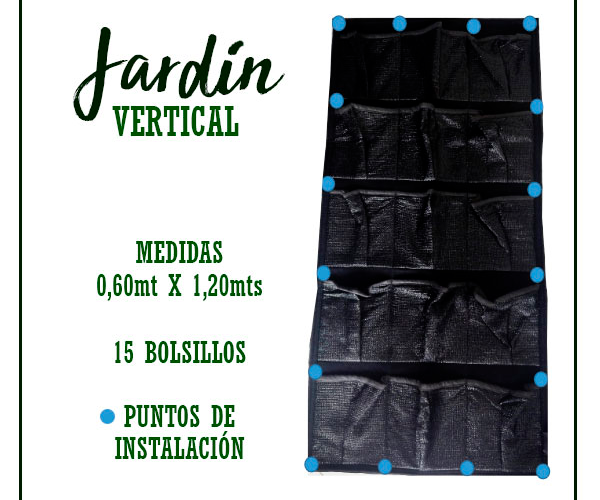 Jardín
VERTICAL
MEDIDAS
0,60mt X 1,20mts
15 BOLSILLOS
PUNTOS DE
INSTALACIÓN